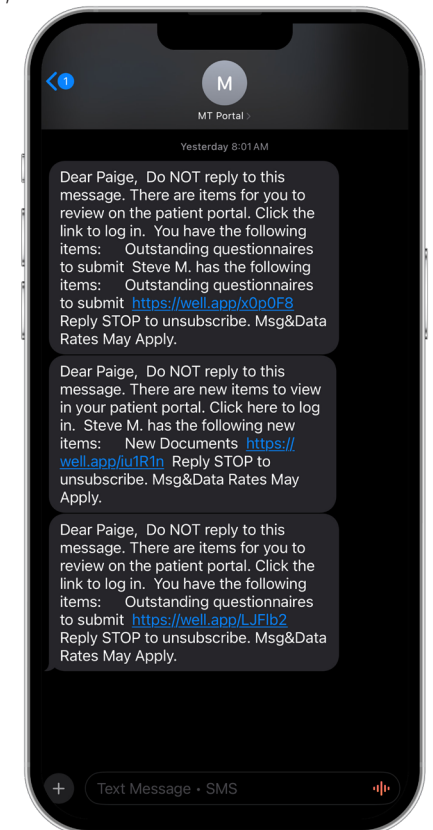 1
M
MT Portal >
Yesterday 8:01 AM
Dear Paige,  Do NOT reply to this
message. There are items for you to
review on the patient portal. Click the
link to log in.  You have the following
items:      Outstanding questionnaires
to submit  Steve M. has the following
items:      Outstanding questionnaires
to submit  https://well.app/x0p0F8
Reply STOP to unsubscribe. Msg&Data
Rates May Apply.
Dear Paige,  Do NOT reply to this
message. There are new items to view
in your patient portal. Click here to log
in.  Steve M. has the following new
items:      New Documents  https://
well.app/iu1R1n  Reply STOP to
unsubscribe. Msg&Data Rates May
Apply.
Dear Paige,  Do NOT reply to this
message. There are items for you to
review on the patient portal. Click the
link to log in.  You have the following
items:      Outstanding questionnaires
to submit  https://well.app/LJFlb2
Reply STOP to unsubscribe. Msg&Data
Rates May Apply.
Text Message • SMS